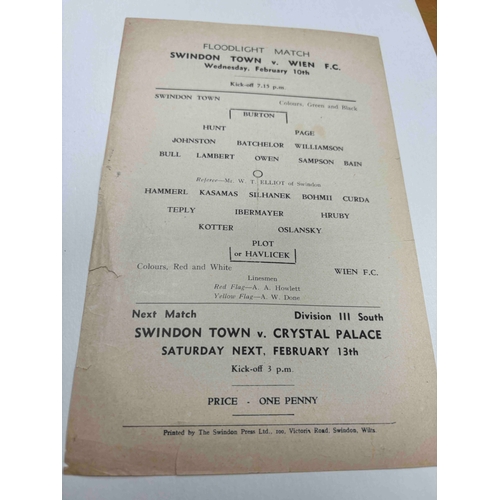 FLOODLIGHT MATCH
SWINDON TOWN v. WIEN F.C.
Wednesday, February 10th
Kick-off 7.15 p.m.
SWINDON TOWN Colours, Green and Black
BURTON
HUNT PAGE
JOHNSTON BATCHELOR WILLIAMSON
BULL LAMBERT OWEN SAMPSON BAIN
Referee—Mr. W. T. ELLIOT of Swindon
HAMMERL KASAMAS SILHANEK BOHM11 CURDA
TEPLY IBERMAYER HRUBY
KOTTER OSLANSKY
PLOT
or HAVLICEK
Colours, Red and White WIEN F.C.
Linesmen
Red Flag—A. A. Howlett
Yellow Flag—A. W. Done
Next Match Division III South
SWINDON TOWN v. CRYSTAL PALACE
SATURDAY NEXT, FEBRUARY 13th
Kick-off 3 p.m.
PRICE - ONE PENNY
Printed by The Swindon Press Ltd., Victoria Road, Swindon, Wilts.